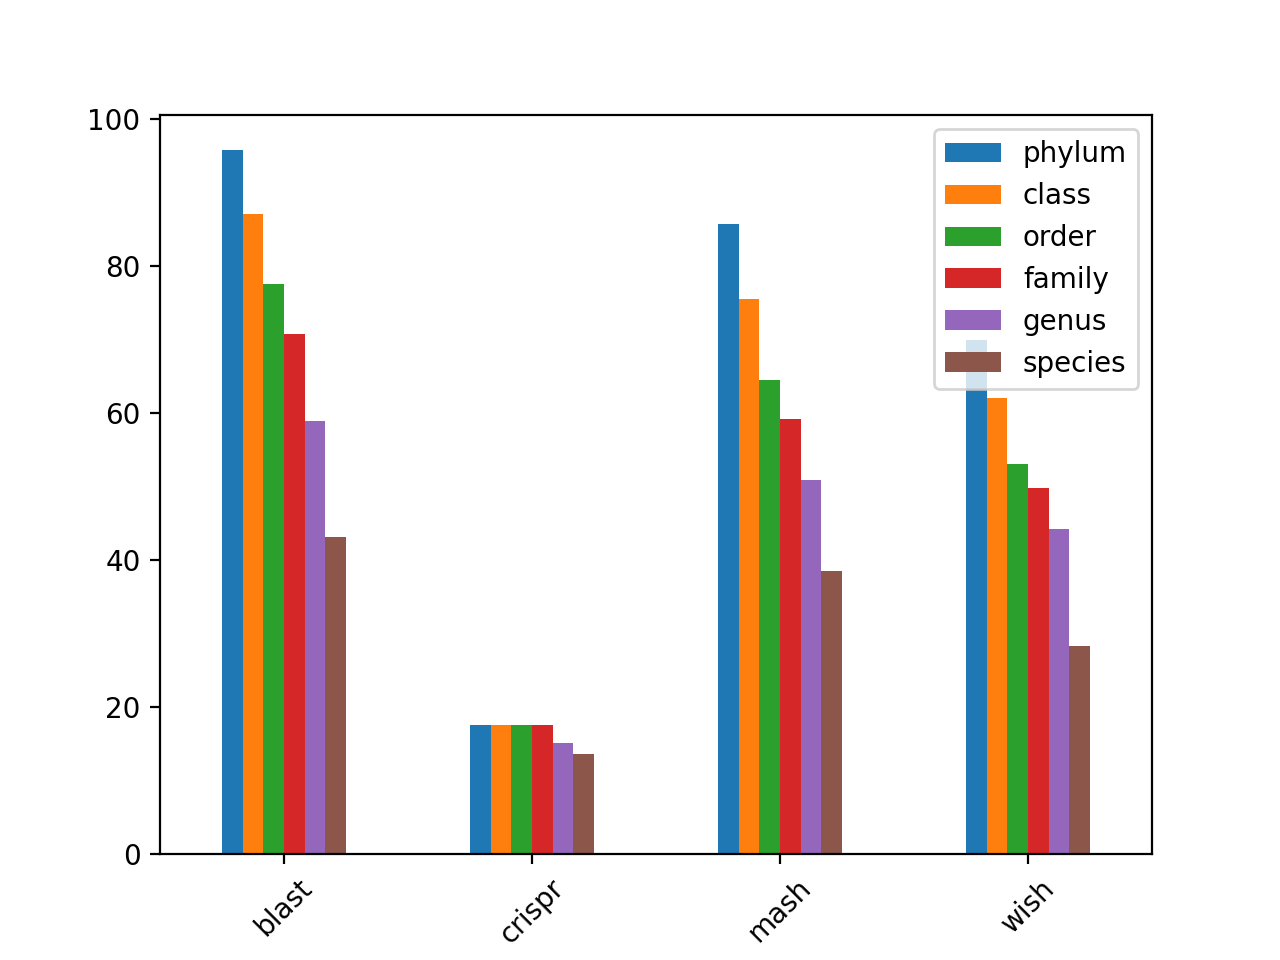 100
80
60
40
20
0
phylum
class
order
family
genus
species
blast
crispr
mash
wish